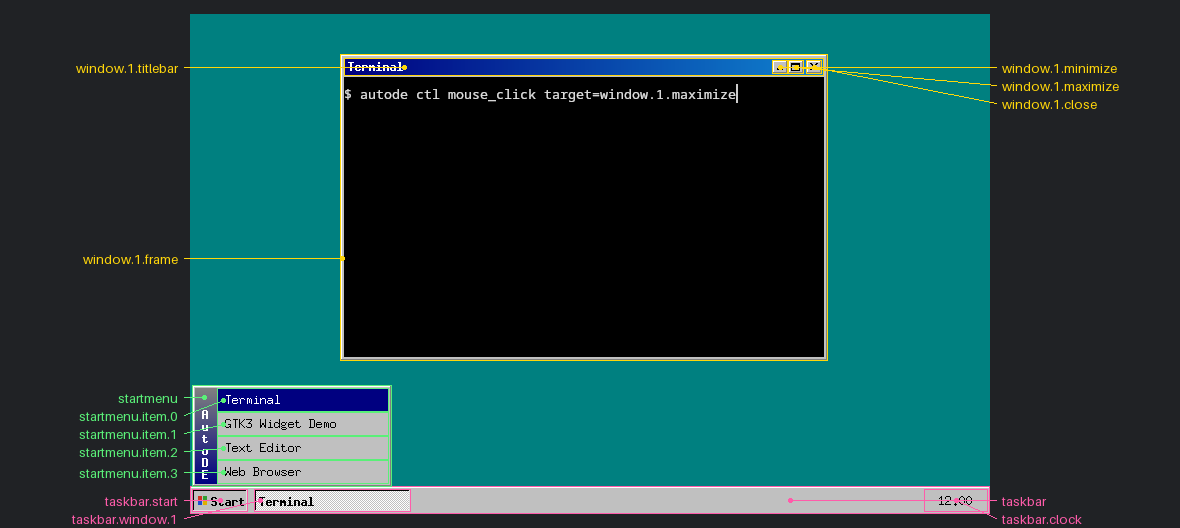 window.1.titlebar
Terminal
window.1.minimize
window.1.maximize
window.1.close
$ autode ctl mouse_click target=window.1.maximize
window.1.frame
startmenu
startmenu.item.0
startmenu.item.1
startmenu.item.2
startmenu.item.3
AutoDE
Terminal
GTK3 Widget Demo
Text Editor
Web Browser
taskbar.start
taskbar.window.1
Start
Terminal
12:00
taskbar
taskbar.clock